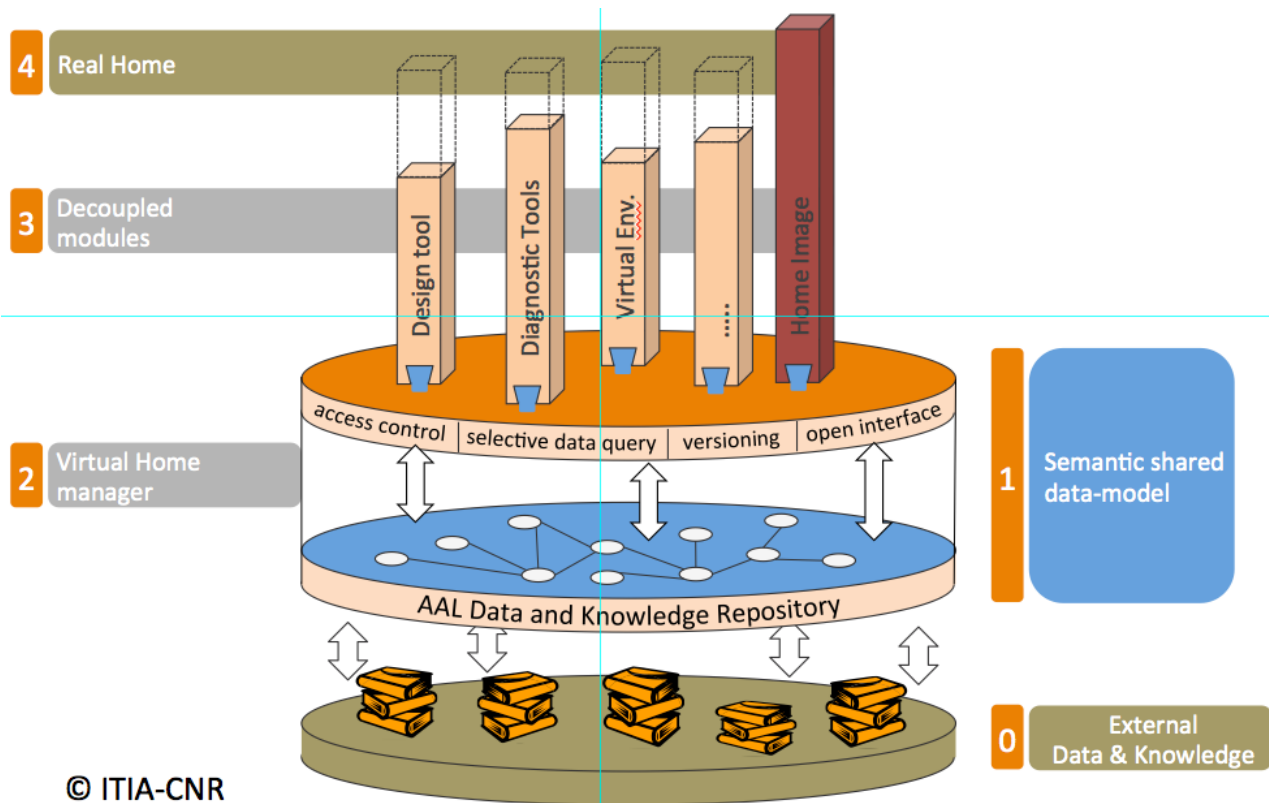 4
Real Home
3
Decoupled
modules
Design tool
Diagnostic Tools
Virtual Env.
.....
Home Image
access control
selective data query
versioning
open interface
2
Virtual Home
manager
1
Semantic shared
data-model
AAL Data and Knowledge Repository
0
External
Data & Knowledge
© ITIA-CNR